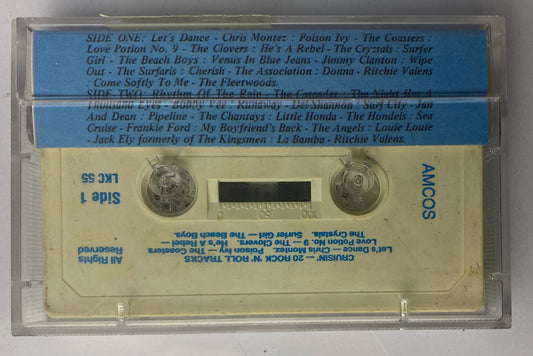 SIDE ONE: Let's Dance - Chris Montez : Poison Ivy - The Coasters :
Love Potion No. 9 - The Clovers : He's A Rebel - The Cryztals : Surfer
Girl - The Beach Boys : Venus In Blue Jeans - Jimmy Clanton : Wipe
Out - The Surfaris : Cherish - The Association : Donna - Ritchie Valens
: Come Softly To Me - The Fleetwoods.
SIDE TWO: Rhythm Of The Rain - The Cascades : The Night Has A
Thousand Eyes - Bobby Vee : Runaway - Del Shannon : Surf City - Jan
And Dean : Pipeline - The Chantays : Little Honda - The Hondels : Sea
Cruise - Frankie Ford : My Boyfriend's Back - The Angels : Louie Louie
- Jack Ely formerly of The Kingsmen : La Bamba - Ritchie Valens.
AMCOS
Side 1
LKC 55
100 50 0
All Rights
Reserved
CRUISIN' — 20 ROCK 'N' ROLL TRACKS
Let's Dance — Chris Montez. Poison Ivy — The Coasters
Love Potion No. 9 — The Clovers. He's A Rebel —
The Crystals. Surfer Girl — The Beach Boys.